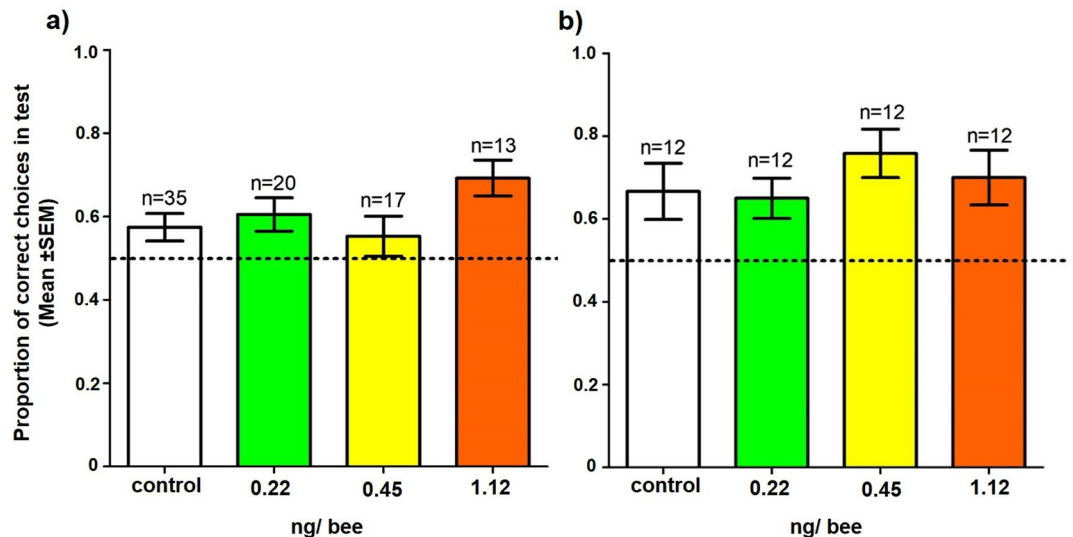 a)
Proportion of correct choices in test
(Mean ±SEM)
1.0
0.8
0.6
0.4
0.2
0
n=35
n=20
n=17
n=13
control
0.22
0.45
1.12
ng/ bee
b)
1.0
0.8
0.6
0.4
0.2
0
n=12
n=12
n=12
n=12
control
0.22
0.45
1.12
ng/ bee